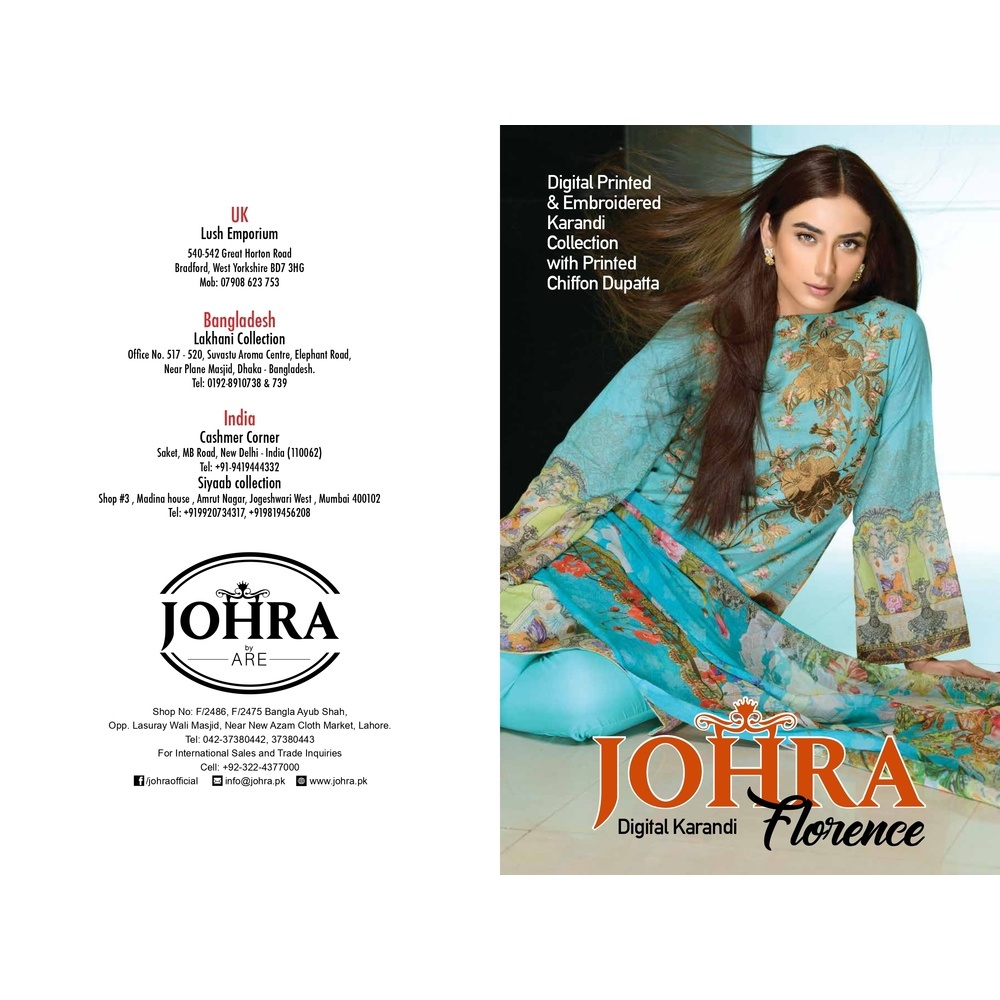 UK
Lush Emporium
540-542 Great Horton Road
Bradford, West Yorkshire BD7 3HG
Mob: 07908 623 753
Bangladesh
Lakhani Collection
Office No. 517 - 520, Suvastu Aroma Centre, Elephant Road,
Near Plane Masjid, Dhaka - Bangladesh.
Tel: 0192-8910738 & 739
India
Cashmer Corner
Saket, MB Road, New Delhi - India (110062)
Tel: +91-9419444332
Siyaab collection
Shop #3 , Madina house , Amrut Nagar, Jogeshwari West , Mumbai 400102
Tel: +919920734317, +919819456208
JOHRA
by
ARE
Shop No: F/2486, F/2475 Bangla Ayub Shah,
Opp. Lasuray Wali Masjid, Near New Azam Cloth Market, Lahore.
Tel: 042-37380442, 37380443
For International Sales and Trade Inquiries
Cell: +92-322-4377000
f /johraofficial info@johra.pk www.johra.pk
Digital Printed
& Embroidered
Karandi
Collection
with Printed
Chiffon Dupatta
JOHRA
Digital Karandi Florence